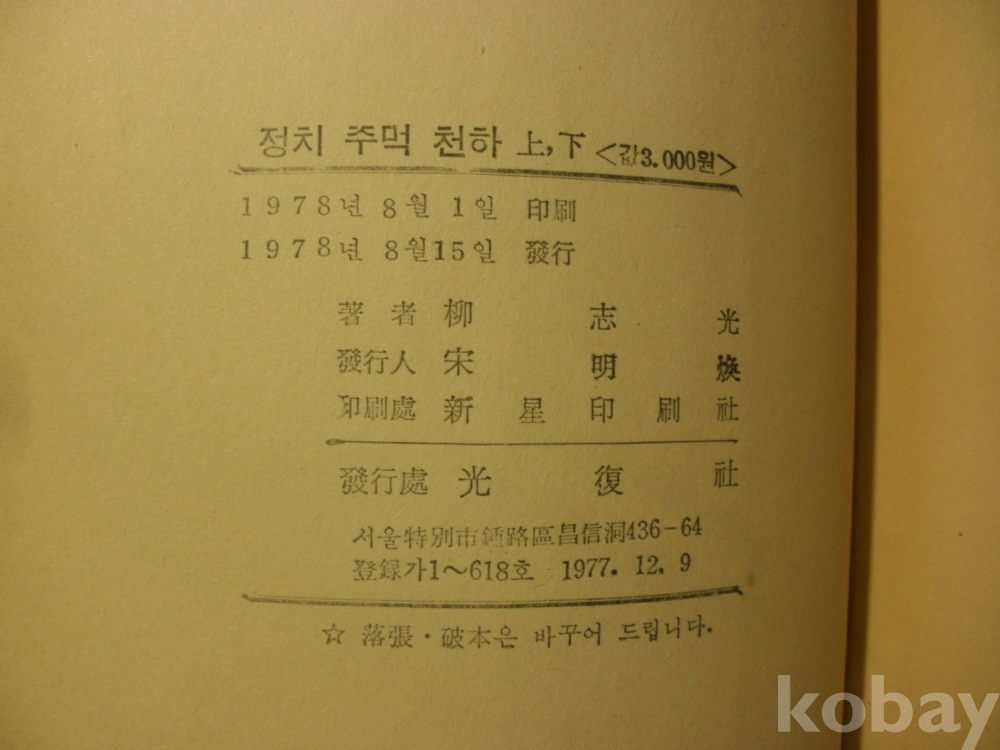 정치 주먹 천하 上, 下 <값3.000원>
1978년 8월 1일 印刷
1978년 8월15일 發行
著者 柳志光
發行人 宋明煥
印刷處 新星印刷社
發行處 光復社
서울特別市鍾路區昌信洞436-64
登録가1~618호 1977. 12. 9
☆ 落張·破本은 바꾸어 드립니다.
kobay